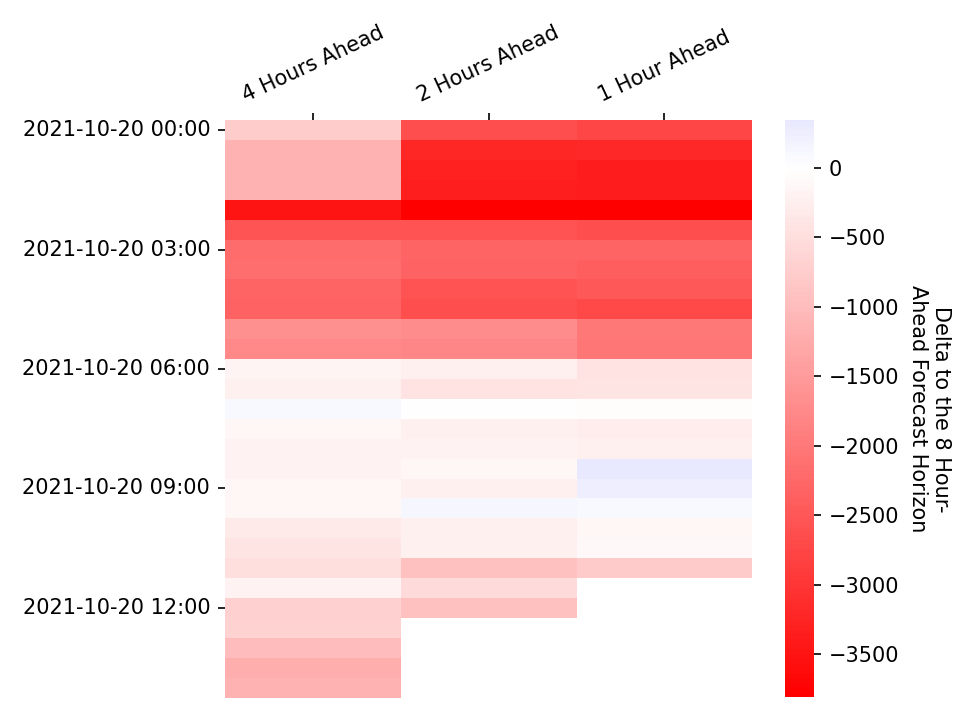 4 Hours Ahead
2 Hours Ahead
1 Hour Ahead
2021-10-20 00:00
2021-10-20 03:00
2021-10-20 06:00
2021-10-20 09:00
2021-10-20 12:00
0
−500
−1000
−1500
−2000
−2500
−3000
−3500
Delta to the 8 Hour-
Ahead Forecast Horizon